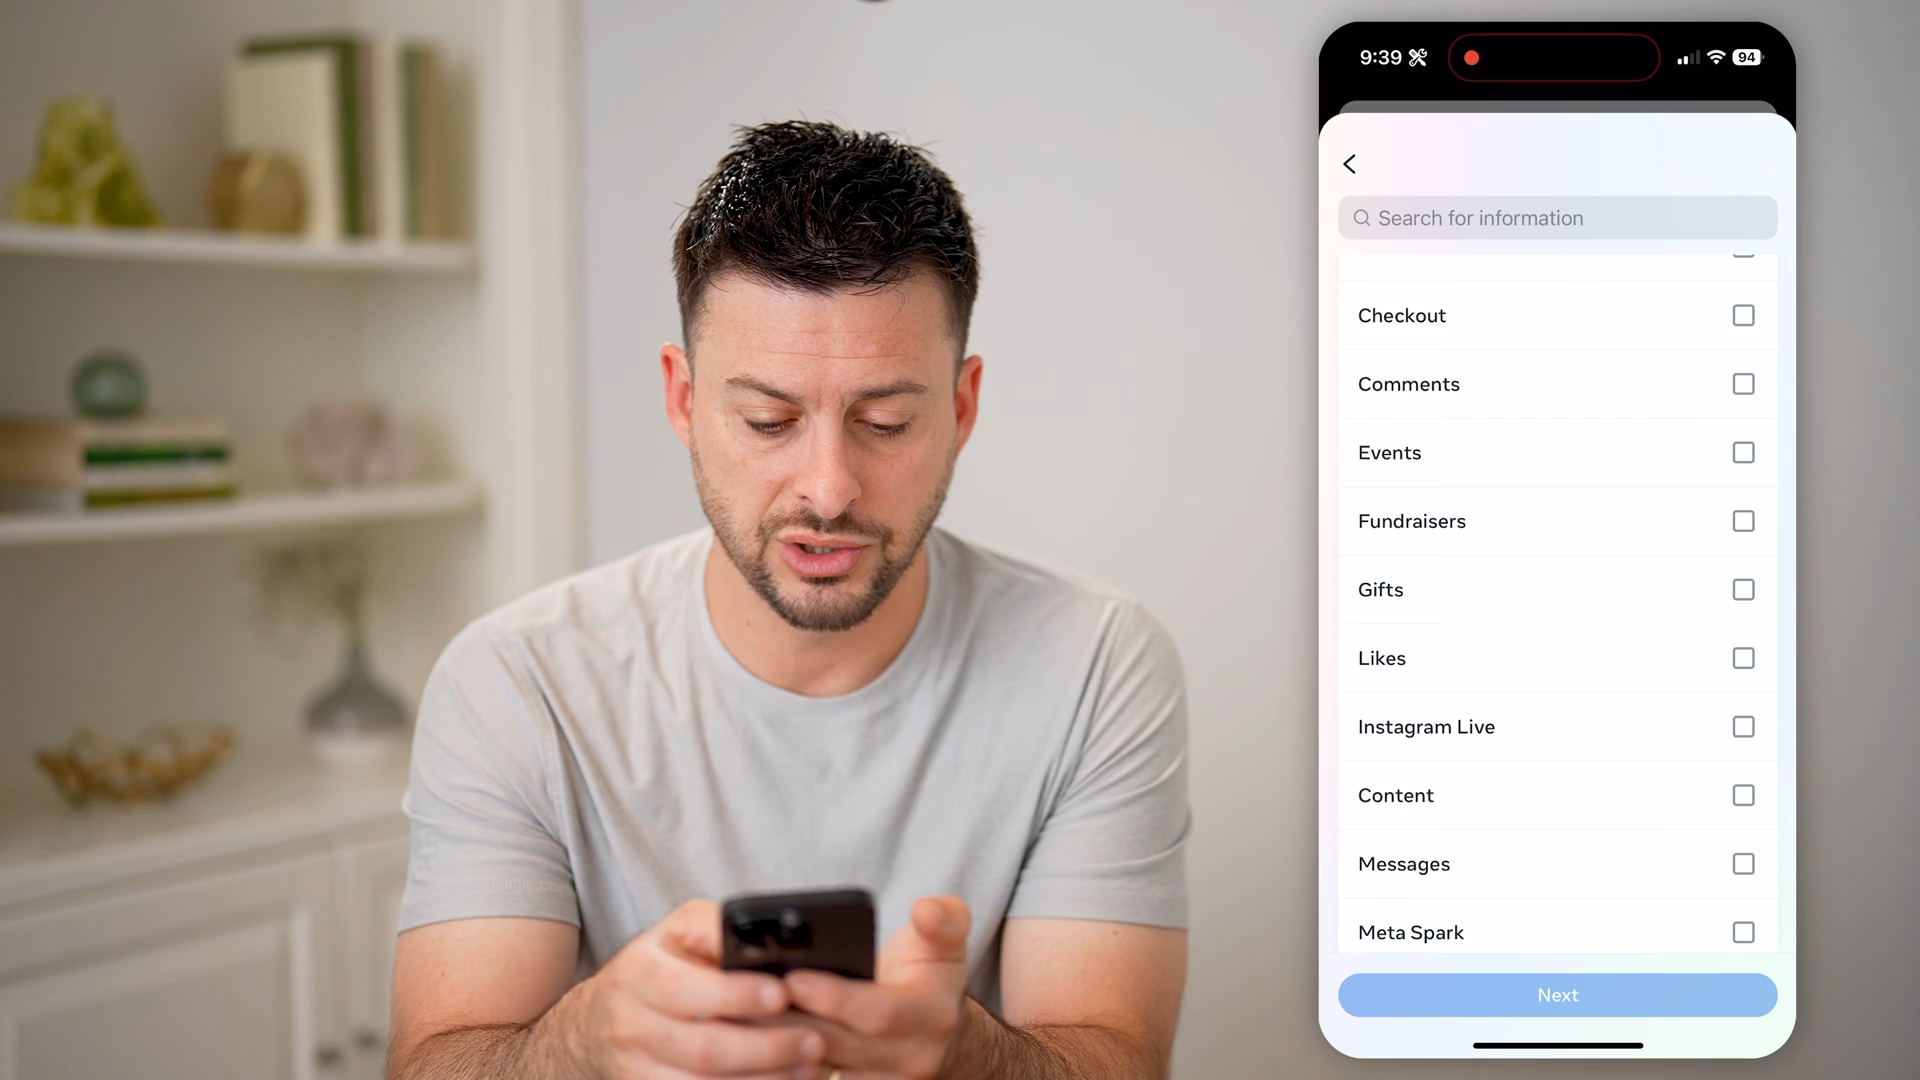 9:39
94
Search for information
Checkout
Comments
Events
Fundraisers
Gifts
Likes
Instagram Live
Content
Messages
Meta Spark
Next